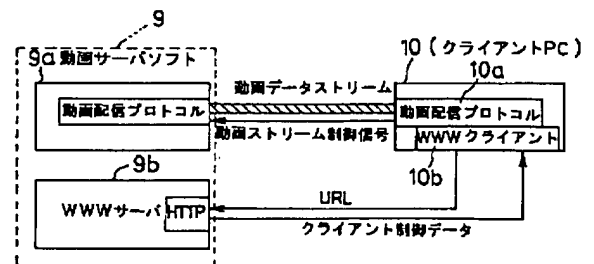 9
9a 動画サーバソフト
動画配信プロトコル
動画データストリーム
動画ストリーム制御信号
10 (クライアントPC)
10a
動画配信プロトコル
WWWクライアント
10b
9b
WWWサーバ HTTP
URL
クライアント制御データ